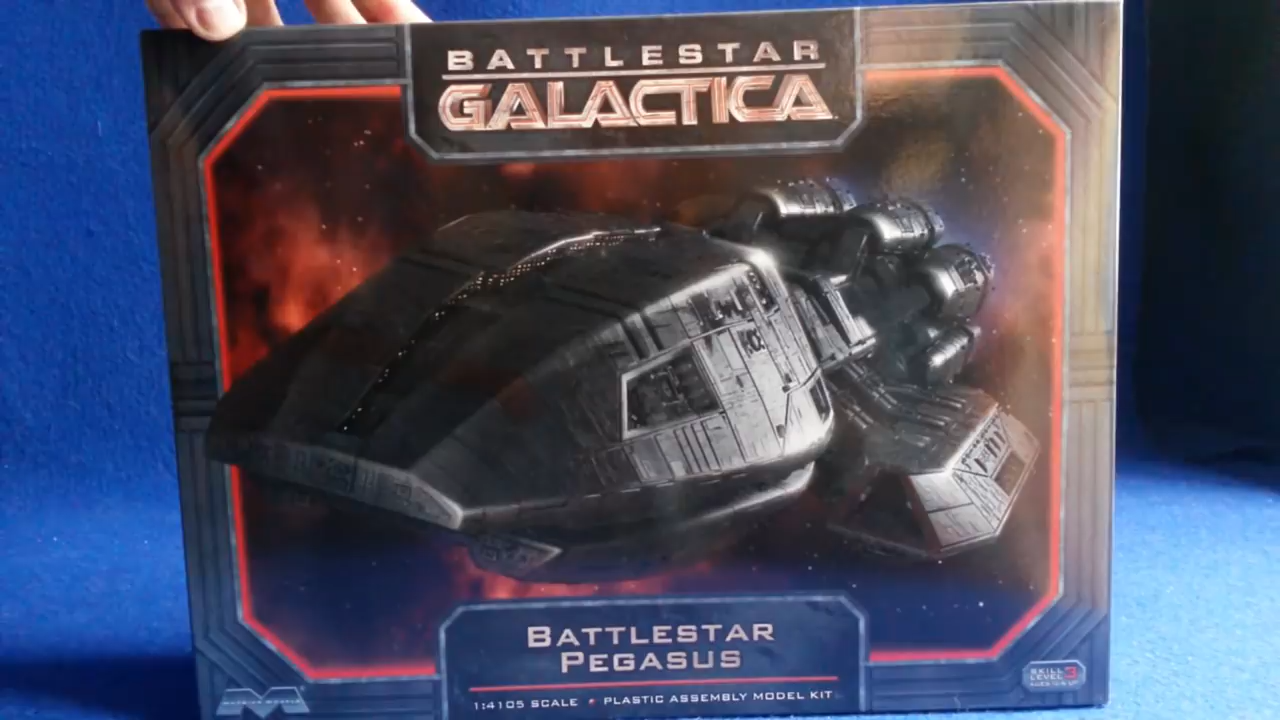 BATTLESTAR
GALACTICA
BATTLESTAR
PEGASUS
1:4105 SCALE • PLASTIC ASSEMBLY MODEL KIT
SKILL
LEVEL 3